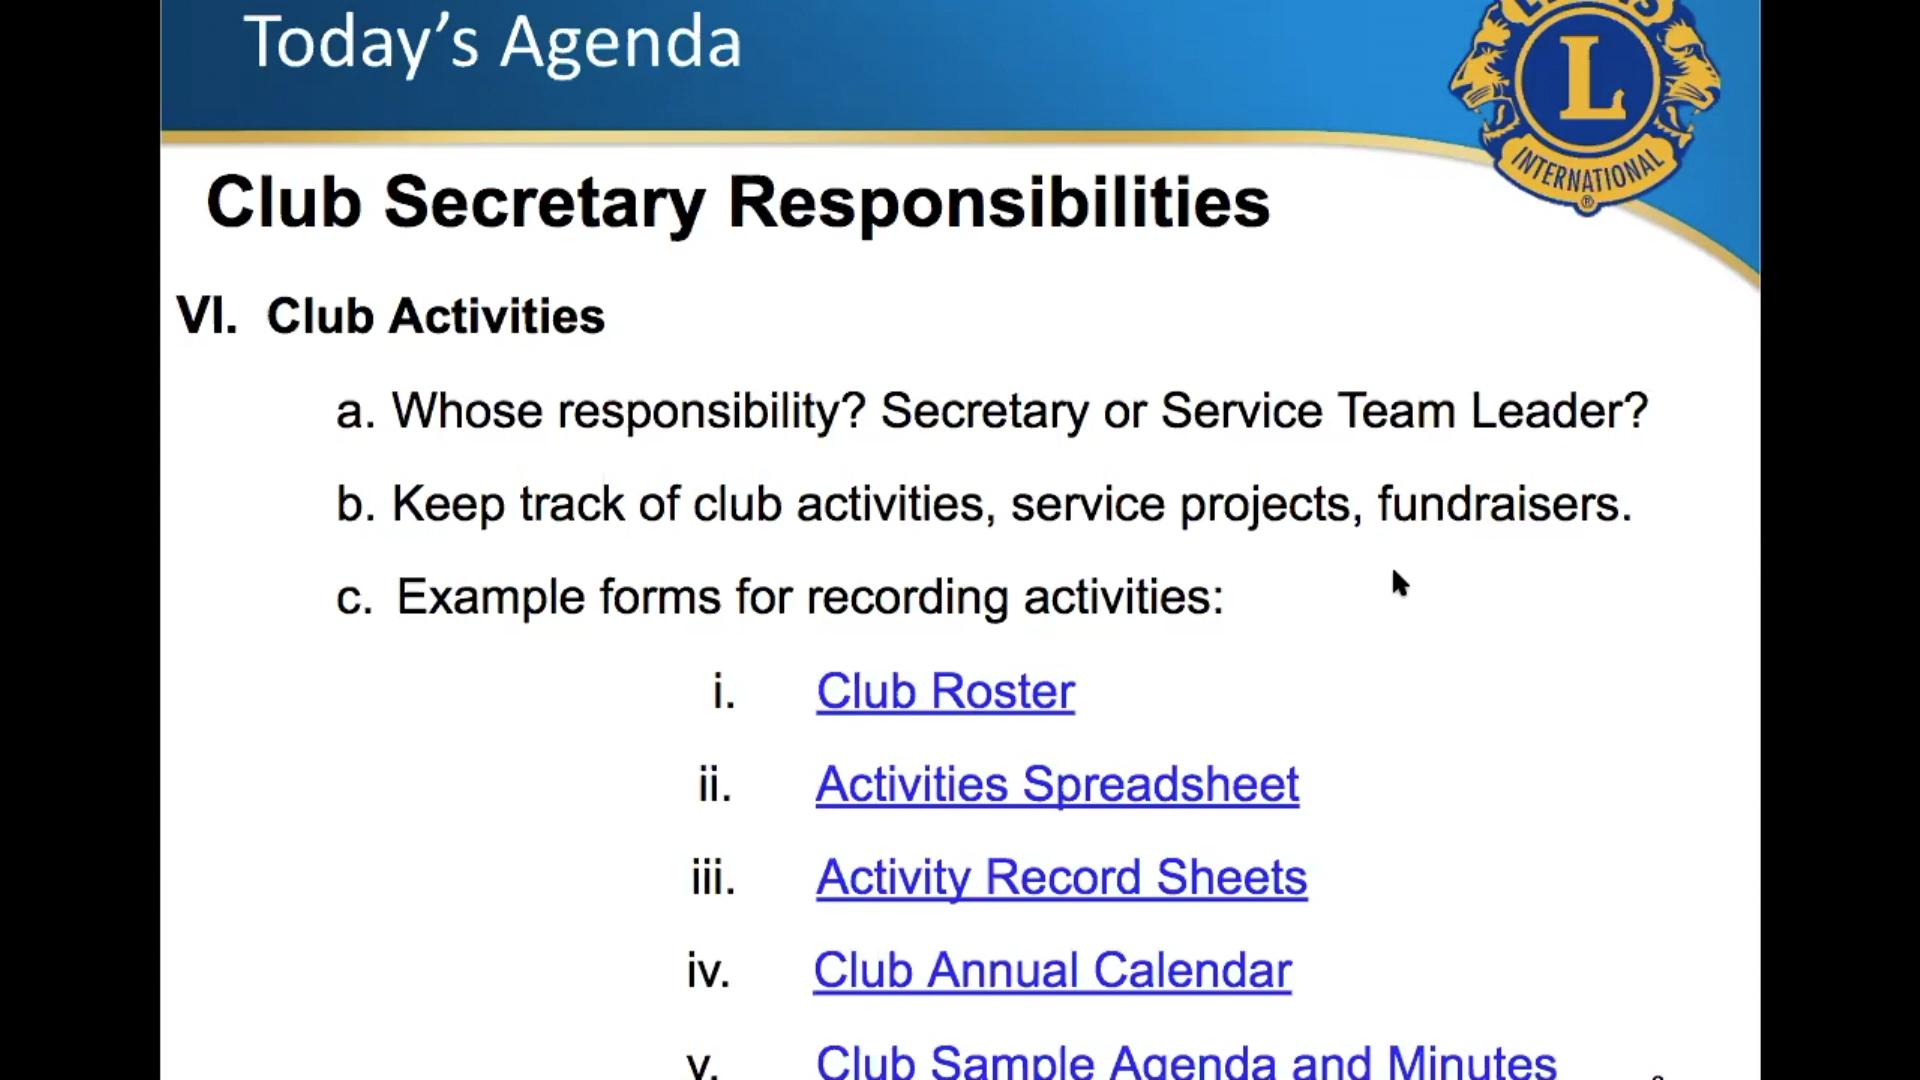 Today's Agenda
L
INTERNATIONAL
®
Club Secretary Responsibilities
VI. Club Activities
a. Whose responsibility? Secretary or Service Team Leader?
b. Keep track of club activities, service projects, fundraisers.
c. Example forms for recording activities:
i. Club Roster
ii. Activities Spreadsheet
iii. Activity Record Sheets
iv. Club Annual Calendar
v. Club Sample Agenda and Minutes